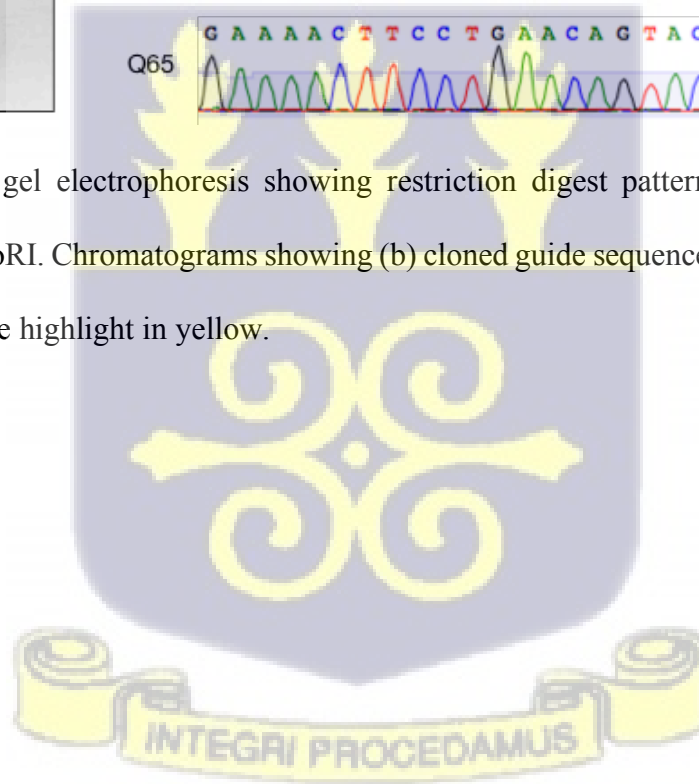 G A A A A C T T C C T G A A C A G T A C
Q65
gel electrophoresis showing restriction digest pattern
oRI. Chromatograms showing (b) cloned guide sequence
e highlight in yellow.
INTEGRI PROCEDAMUS